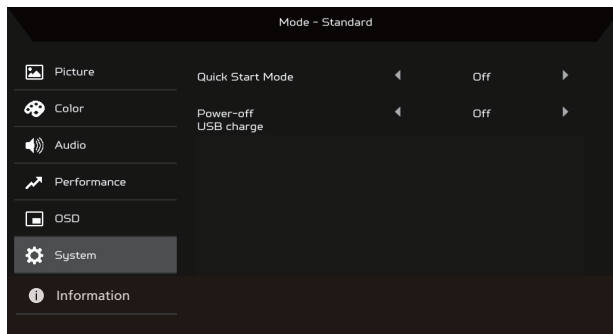 Mode - Standard
Picture
Quick Start Mode
Off
Color
Power-off
USB charge
Off
Audio
Performance
OSD
System
Information